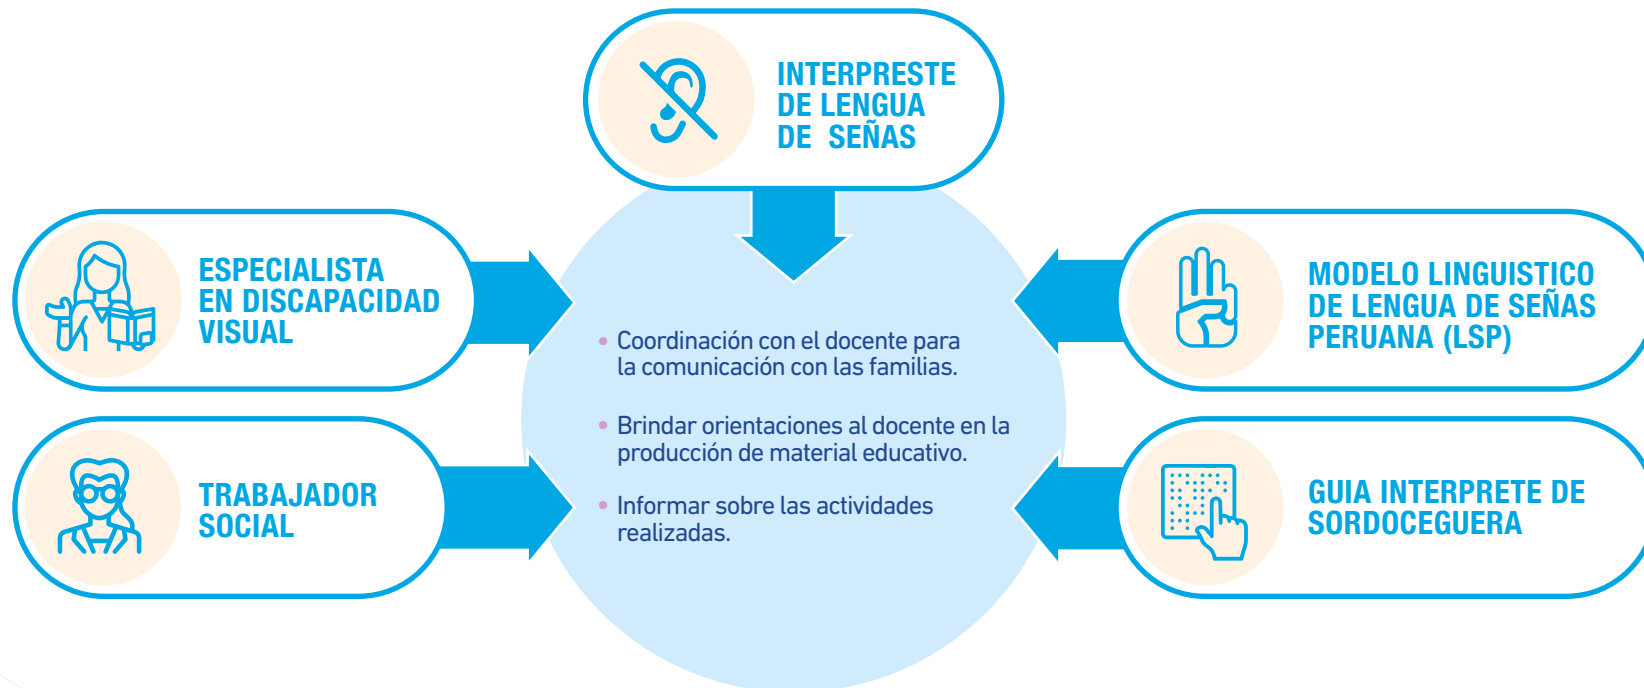 INTERPRESTE
DE LENGUA
DE SEÑAS
ESPECIALISTA
EN DISCAPACIDAD
VISUAL
MODELO LINGUISTICO
DE LENGUA DE SEÑAS
PERUANA (LSP)
• Coordinación con el docente para
la comunicación con las familias.
• Brindar orientaciones al docente en la
producción de material educativo.
• Informar sobre las actividades
realizadas.
TRABAJADOR
SOCIAL
GUIA INTERPRETE DE
SORDOCEGUERA